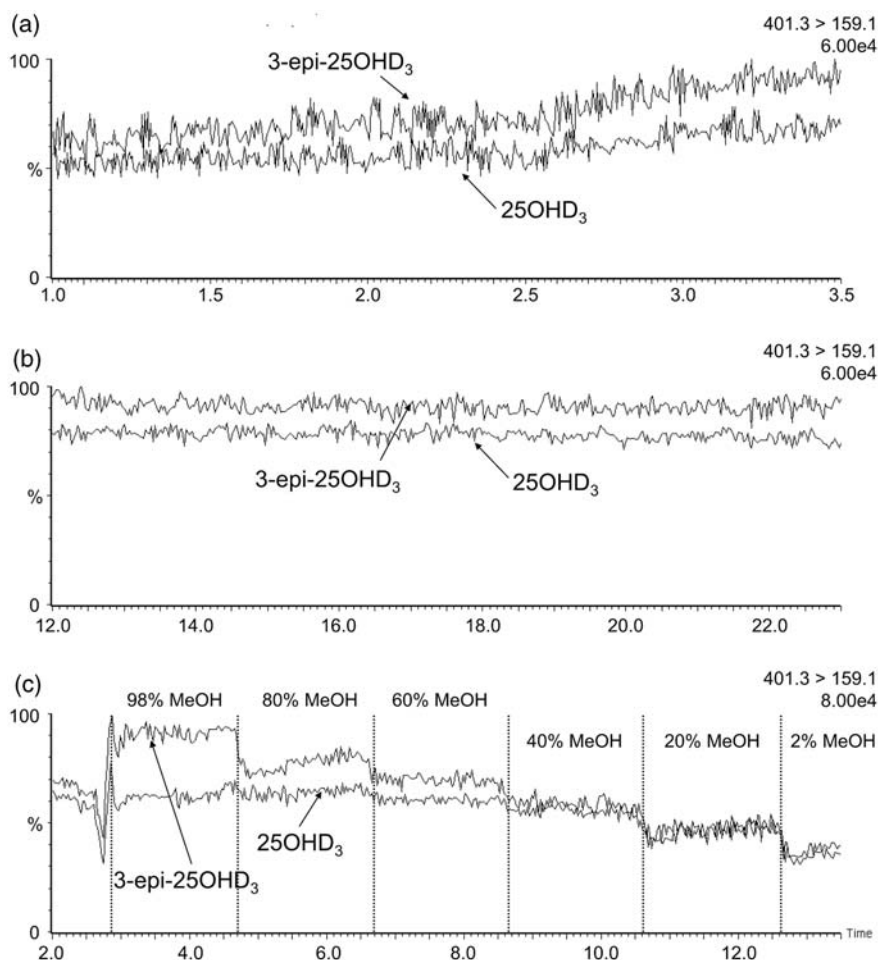 (a)
401.3 > 159.1
6.00e4
100
3-epi-25OHD₃
%
25OHD₃
0
1.0 1.5 2.0 2.5 3.0 3.5
(b)
401.3 > 159.1
6.00e4
100
%
3-epi-25OHD₃ 25OHD₃
0
12.0 14.0 16.0 18.0 20.0 22.0
(c)
401.3 > 159.1
8.00e4
98% MeOH 80% MeOH 60% MeOH
100
40% MeOH 20% MeOH 2% MeOH
%
25OHD₃
3-epi-25OHD₃
0
Time
2.0 4.0 6.0 8.0 10.0 12.0